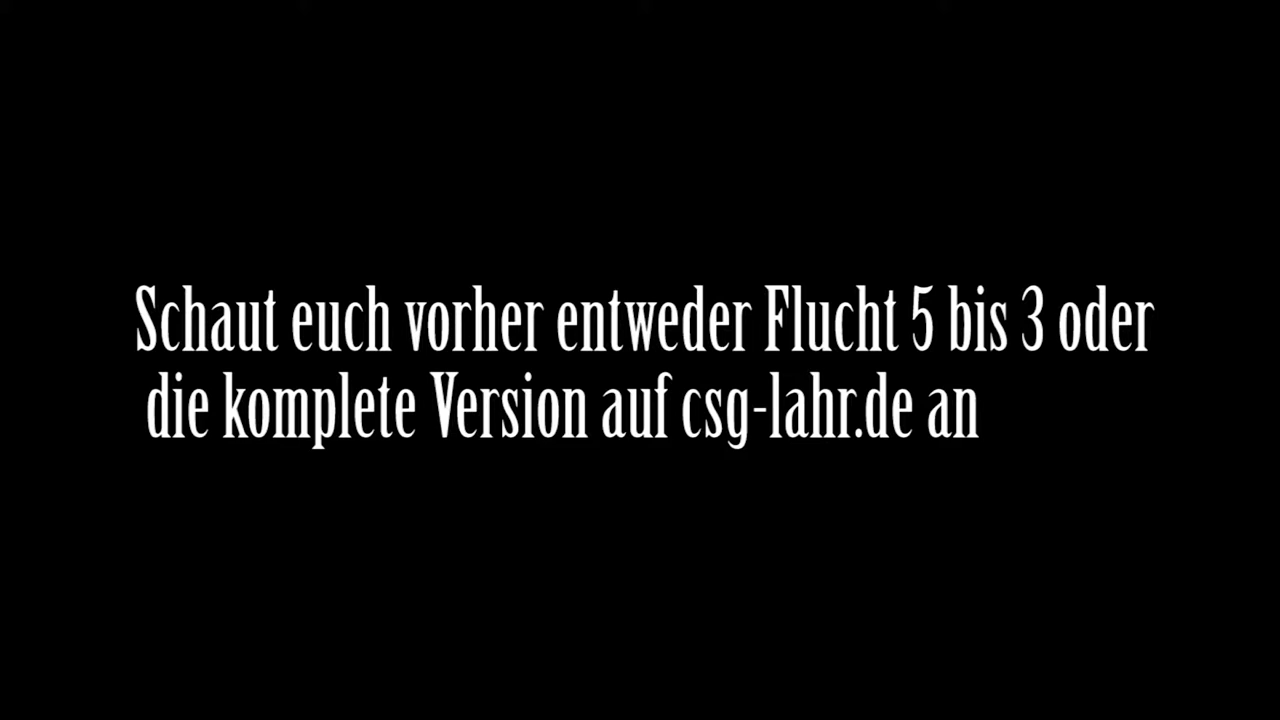 Schaut euch vorher entweder Flucht 5 bis 3 oder
die komplete Version auf csg-lahr.de an